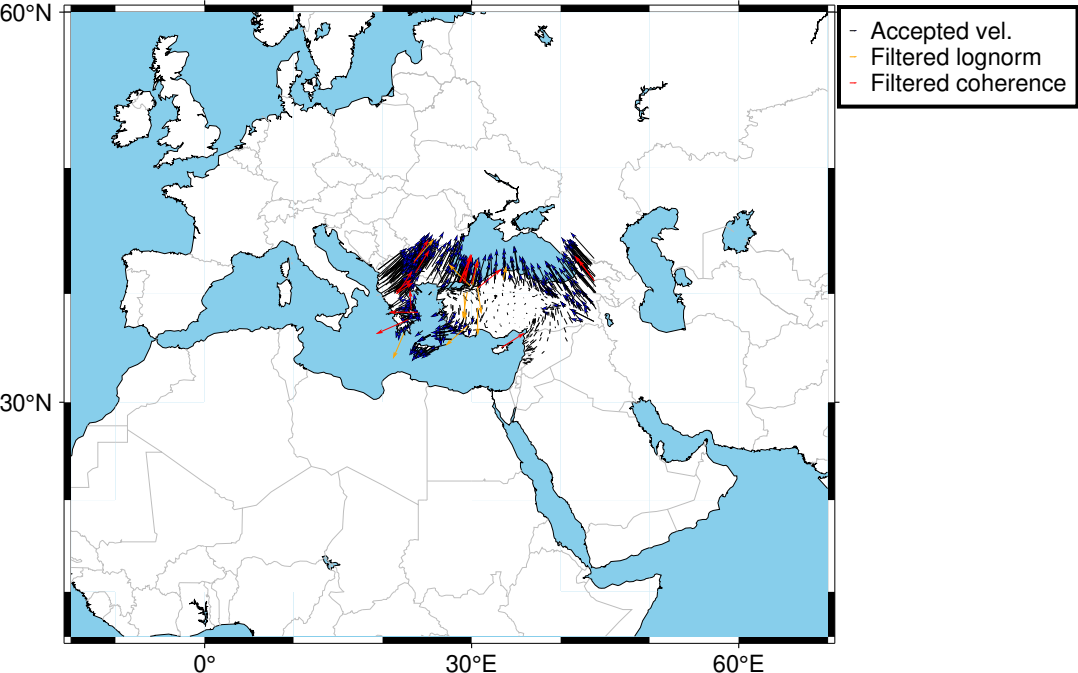 60°N
Accepted vel.
Filtered lognorm
Filtered coherence
30°N
0°
30°E
60°E